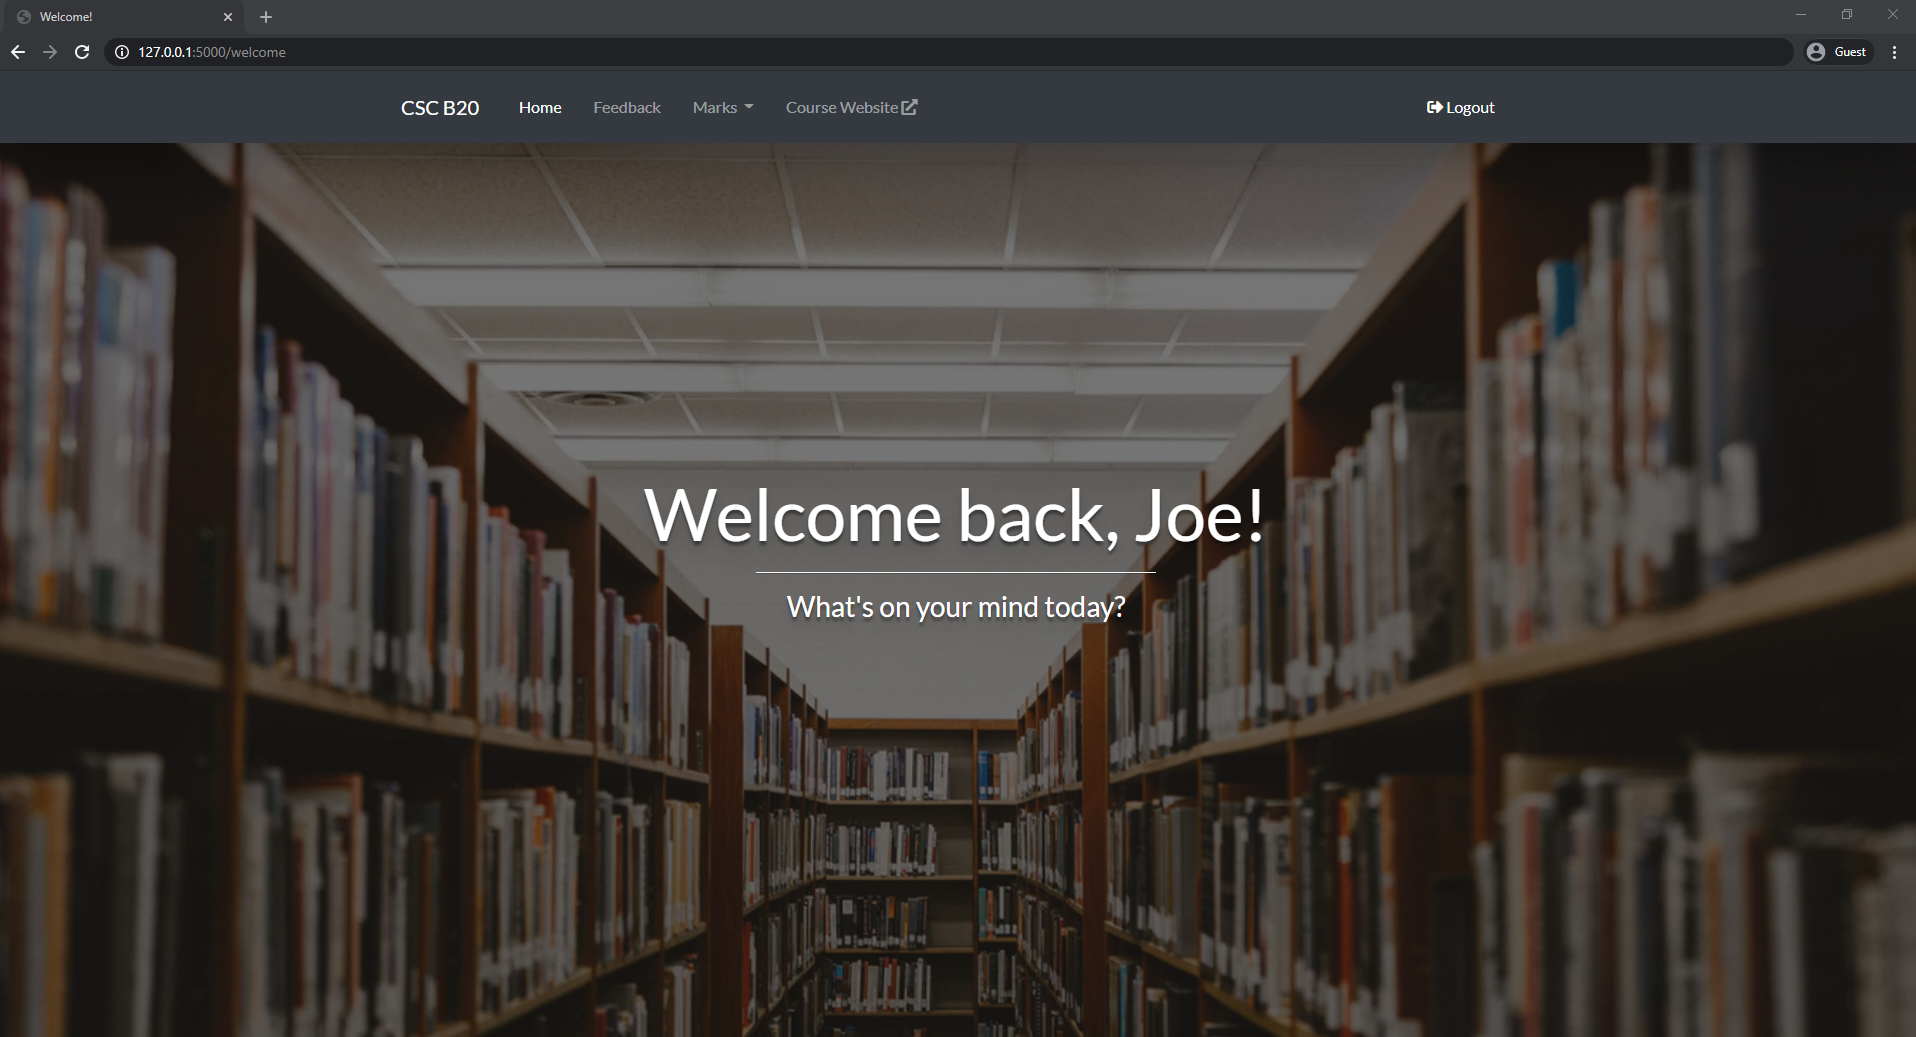 Welcome!
127.0.0.1:5000/welcome
Guest
CSC B20 Home Feedback Marks Course Website Logout
Welcome back, Joe!
What's on your mind today?